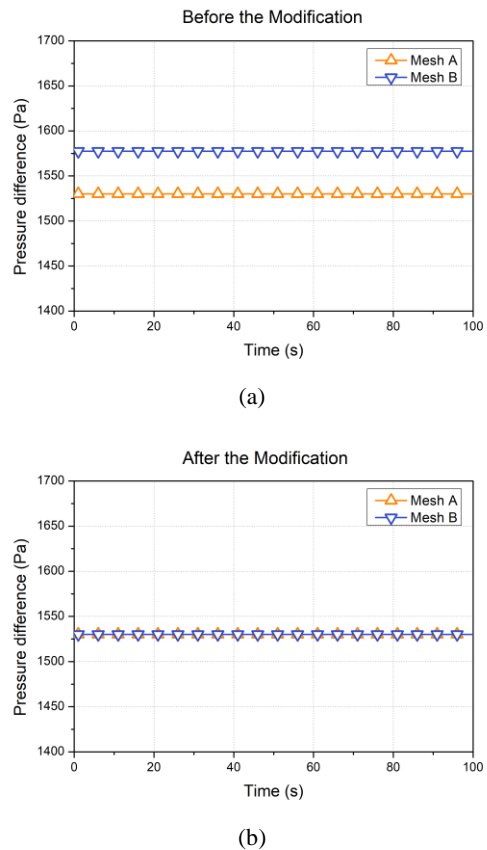 Before the Modification
1700
1650
1600
1550
1500
1450
1400
Pressure difference (Pa)
Mesh A
Mesh B
0 20 40 60 80 100
Time (s)
(a)
After the Modification
1700
1650
1600
1550
1500
1450
1400
Pressure difference (Pa)
Mesh A
Mesh B
0 20 40 60 80 100
Time (s)
(b)